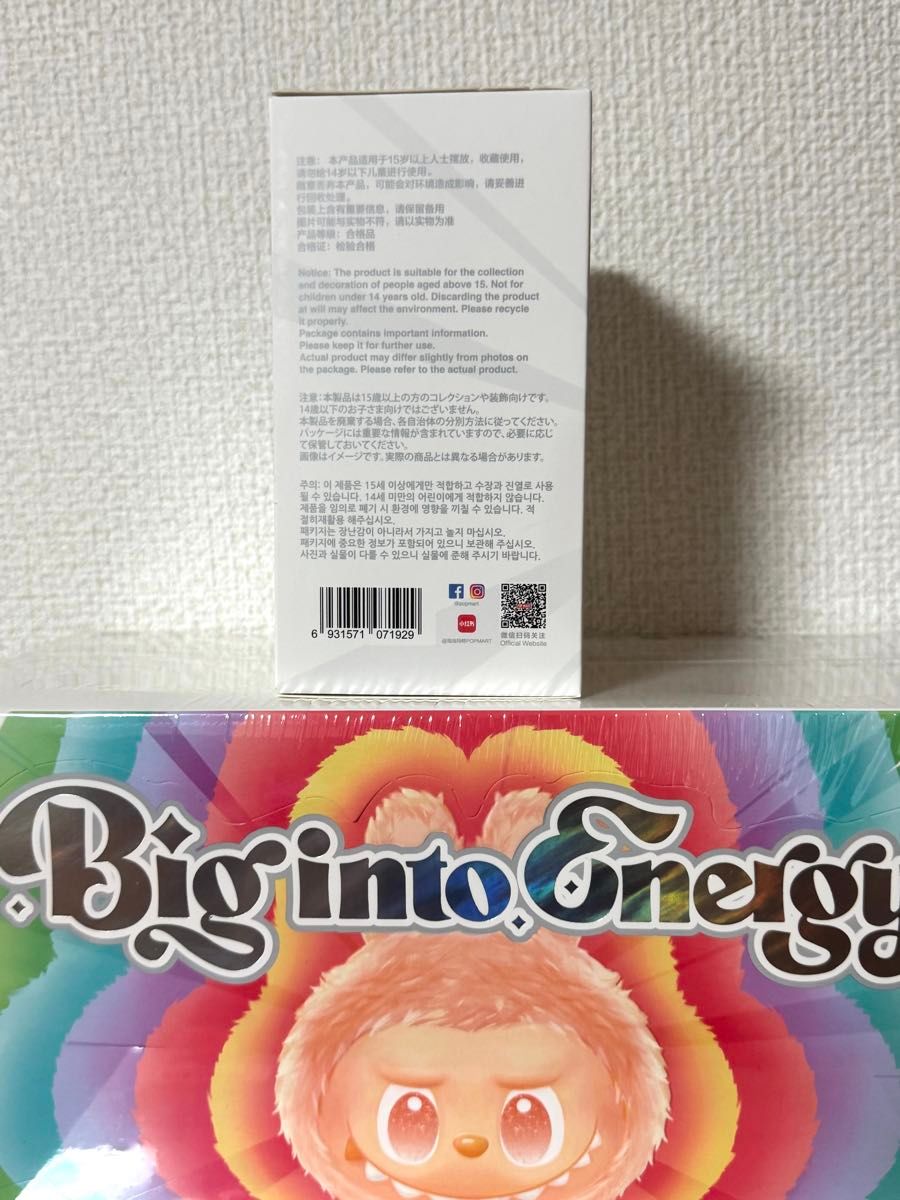 注意： 本产品适用于15岁以上人士摆放，收藏使用，
请勿给14岁以下儿童进行使用。
随意丢弃本产品，可能会对环境造成影响，请妥善进
行回收处理。
包装上含有重要信息，请保留备用
图片可能与实物不符，请以实物为准
产品等级：合格品
合格证：检验合格
Notice: The product is suitable for the collection
and decoration of people aged above 15. Not for
children under 14 years old. Discarding the product
at will may affect the environment. Please recycle
it properly.
Package contains important information.
Please keep it for further use.
Actual product may differ slightly from photos on
the package. Please refer to the actual product.
注意：本製品は15歳以上の方のコレクションや装飾向けです。
14歳以下のお子さま向けではございません。
本製品を廃棄する場合、各自治体の分別方法に従ってください。
パッケージには重要な情報が含まれていますので、必要に応じ
て保管しておいてください。
画像はイメージです。実際の商品とは異なる場合があります。
주의: 이 제품은 15세 이상에게만 적합하고 수장과 진열로 사용
될 수 있습니다. 14세 미만의 어린이에게 적합하지 않습니다.
제품을 임의로 폐기 시 환경에 영향을 끼칠 수 있습니다. 적
절히재활용 해주십시오.
패키지는 장난감이 아니라서 가지고 놀지 마십시오.
패키지에 중요한 정보가 포함되어 있으니 보관해 주십시오.
사진과 실물이 다를 수 있으니 실물에 준해 주시기 바랍니다.
6 931571 071929
@popmart
小红书
@泡泡玛特POPMART
微信扫码关注
Official Website
Big into Energy